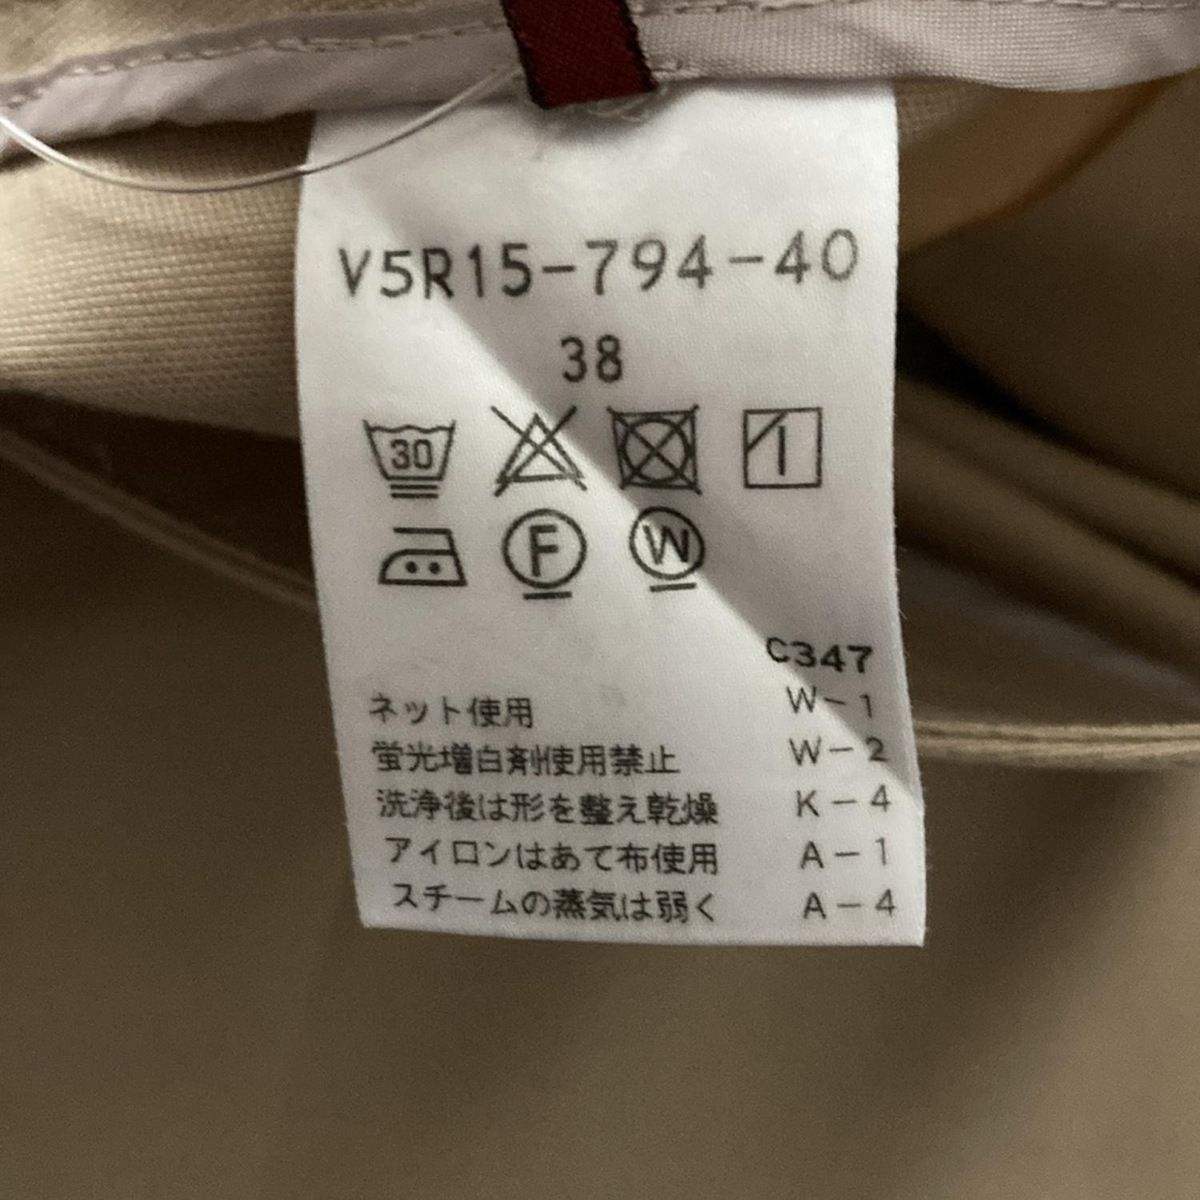 V5R15-794-40
38
30
F W
C347
ネット使用 W-1
蛍光増白剤使用禁止 W-2
洗浄後は形を整え乾燥 K-4
アイロンはあて布使用 A-1
スチームの蒸気は弱く A-4